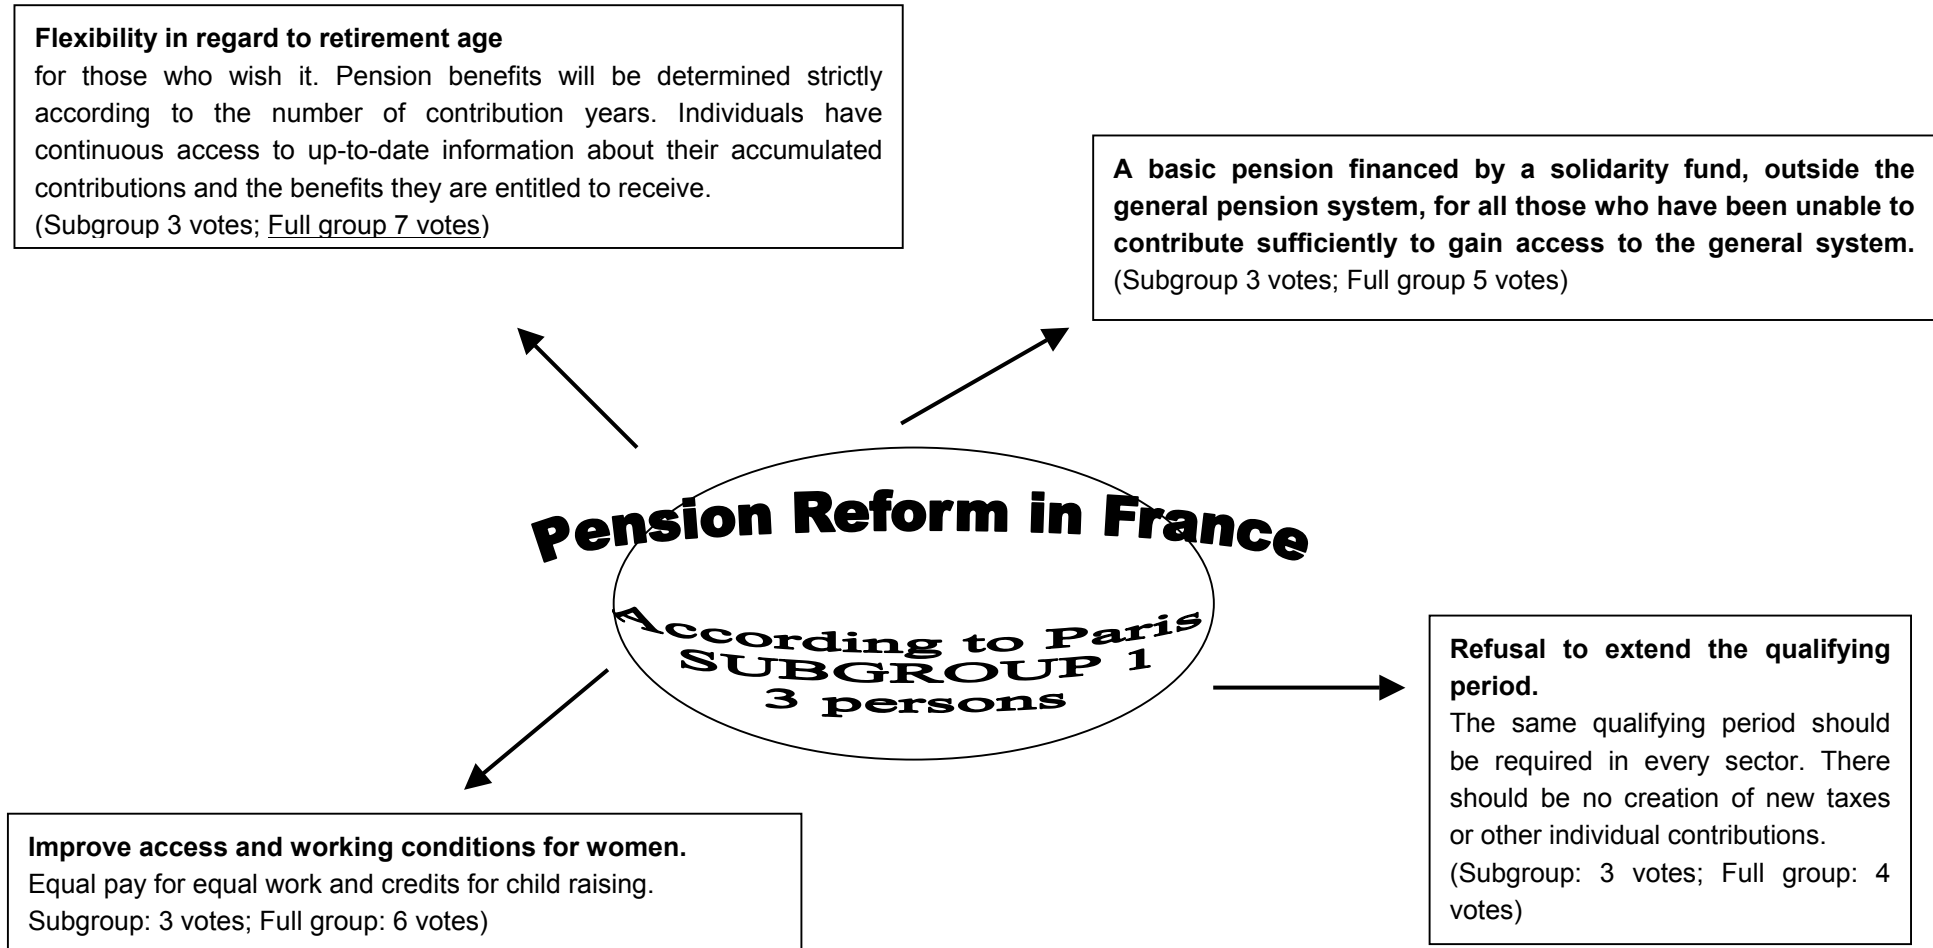 Flexibility in regard to retirement age
for those who wish it. Pension benefits will be determined strictly
according to the number of contribution years. Individuals have
continuous access to up-to-date information about their accumulated
contributions and the benefits they are entitled to receive.
(Subgroup 3 votes; Full group 7 votes)
A basic pension financed by a solidarity fund, outside the
general pension system, for all those who have been unable to
contribute sufficiently to gain access to the general system.
(Subgroup 3 votes; Full group 5 votes)
Pension Reform in France
According to Paris
SUBGROUP 1
3 persons
Refusal to extend the qualifying
period.
The same qualifying period should
be required in every sector. There
should be no creation of new taxes
or other individual contributions.
(Subgroup: 3 votes; Full group: 4
votes)
Improve access and working conditions for women.
Equal pay for equal work and credits for child raising.
Subgroup: 3 votes; Full group: 6 votes)